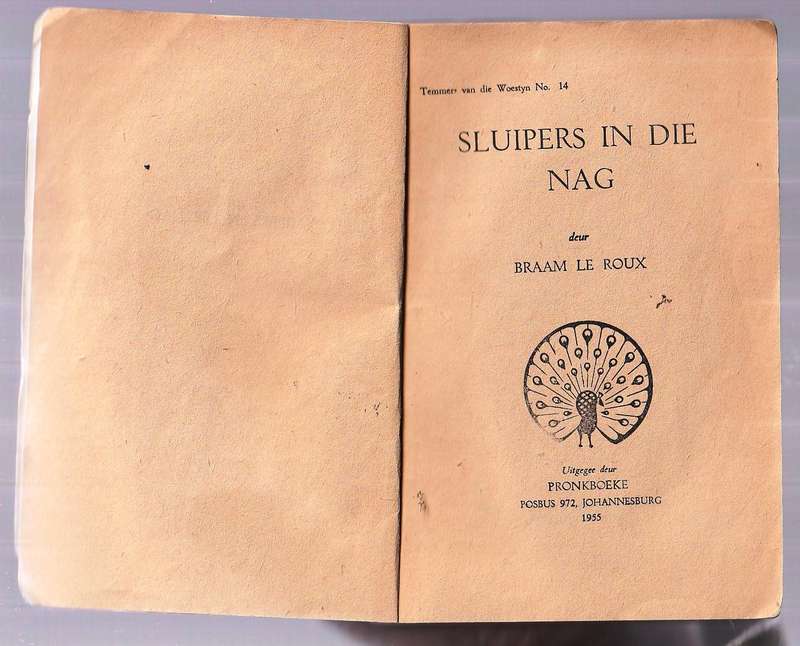 Temmers van die Woestyn No. 14
SLUIPERS IN DIE
NAG
deur
BRAAM LE ROUX
Uitgegee deur
PRONKBOEKE
POSBUS 972, JOHANNESBURG
1955